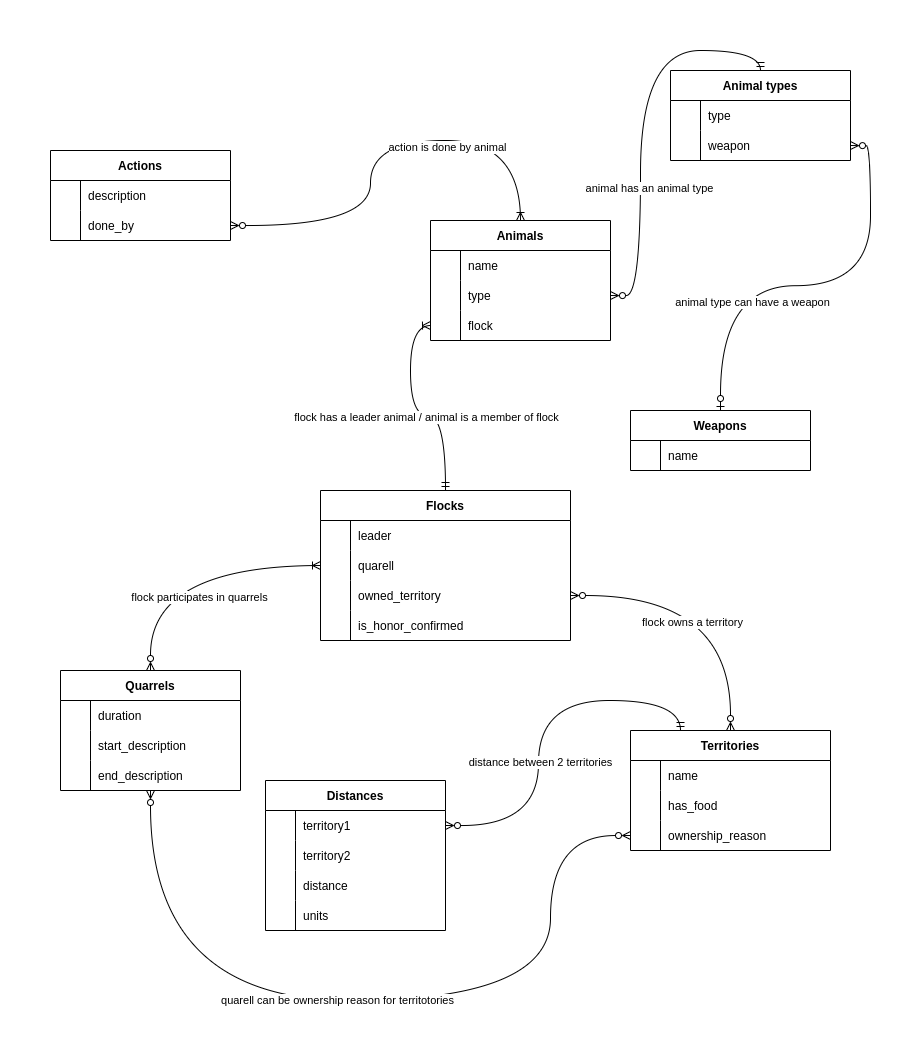 Animal types
type
weapon
action is done by animal
Actions
description
done_by
animal has an animal type
Animals
name
type
flock
animal type can have a weapon
flock has a leader animal / animal is a member of flock
Weapons
name
Flocks
leader
quarell
owned_territory
is_honor_confirmed
flock participates in quarrels
flock owns a territory
Quarrels
duration
start_description
end_description
distance between 2 territories
Territories
name
has_food
ownership_reason
Distances
territory1
territory2
distance
units
quarell can be ownership reason for territotories